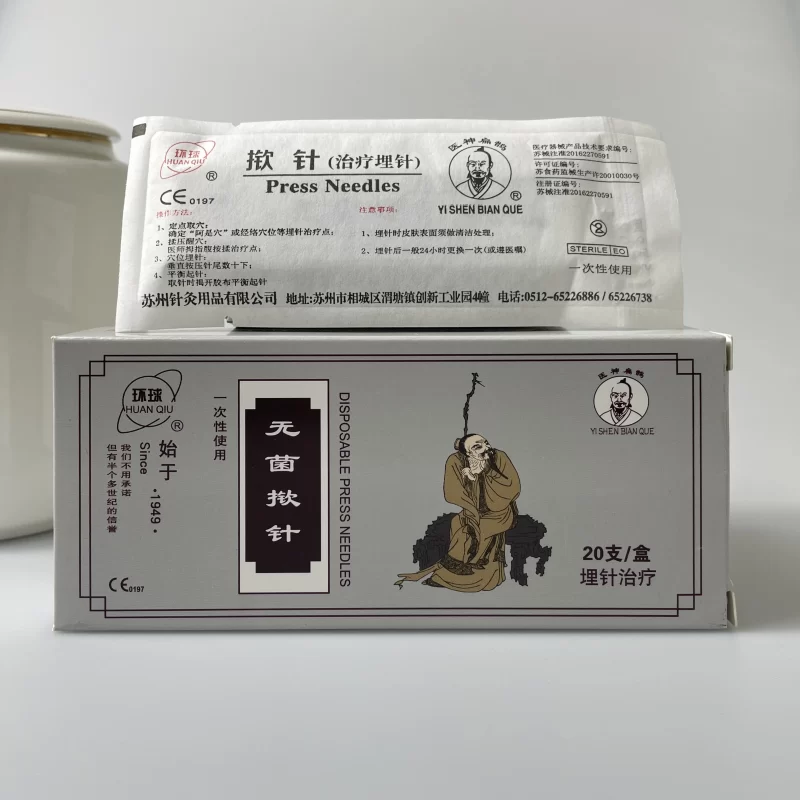 环球
HUAN QIU
®
CE 0197
揿针(治疗埋针)
Press Needles
医神扁鹊
®
YI SHEN BIAN QUE
医疗器械产品技术要求编号:
苏械注准20162270591
许可证编号:
苏食药监械生产许20010030号
注册证编号:
苏械注准20162270591
②
STERILE EO
一次性使用
操作方法:
1、定点取穴:
确定“阿是穴”或经络穴位等埋针治疗点;
2、揉压醒穴:
医师拇指腹按揉治疗点;
3、穴位埋针:
垂直按压针尾数十下;
4、平衡起针:
取针时揭开胶布平衡起针
注意事项:
1、埋针时皮肤表面须做清洁处理;
2、埋针后一般24小时更换一次(或遵医嘱)
苏州针灸用品有限公司 地址:苏州市相城区渭塘镇创新工业园4幢 电话:0512-65226886 / 65226738
环球
HUAN QIU
®
始于
Since ·1949·
我们不用承诺
但有半个多世纪的信誉
CE 0197
一次性使用
无菌揿针
DISPOSABLE PRESS NEEDLES
医神扁鹊
YI SHEN BIAN QUE
20支/盒
埋针治疗